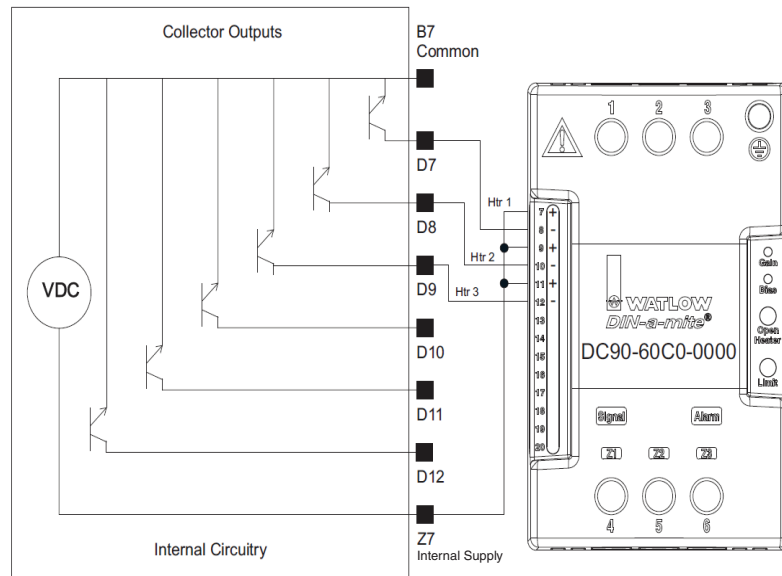 Collector Outputs
B7
Common
D7
D8
D9
D10
D11
D12
Z7
Internal Supply
VDC
Internal Circuitry
Htr 1
Htr 2
Htr 3
1 2 3
7 +
8 -
9 +
10 -
11 +
12 -
13
14
15
16
17
18
19
20
WATLOW
DIN-a-mite®
DC90-60C0-0000
Gain
Bias
Open
Heater
Limit
Signal Alarm
Z1 Z2 Z3
4 5 6